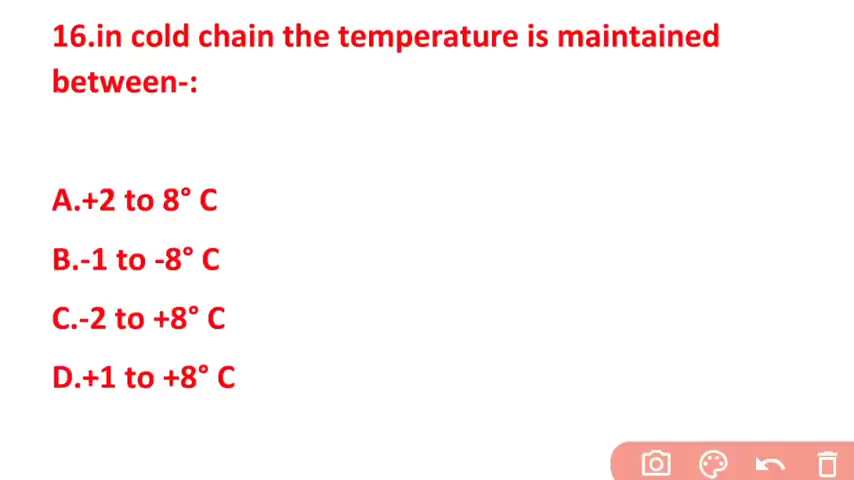 16.in cold chain the temperature is maintained
between-:
A.+2 to 8° C
B.-1 to -8° C
C.-2 to +8° C
D.+1 to +8° C